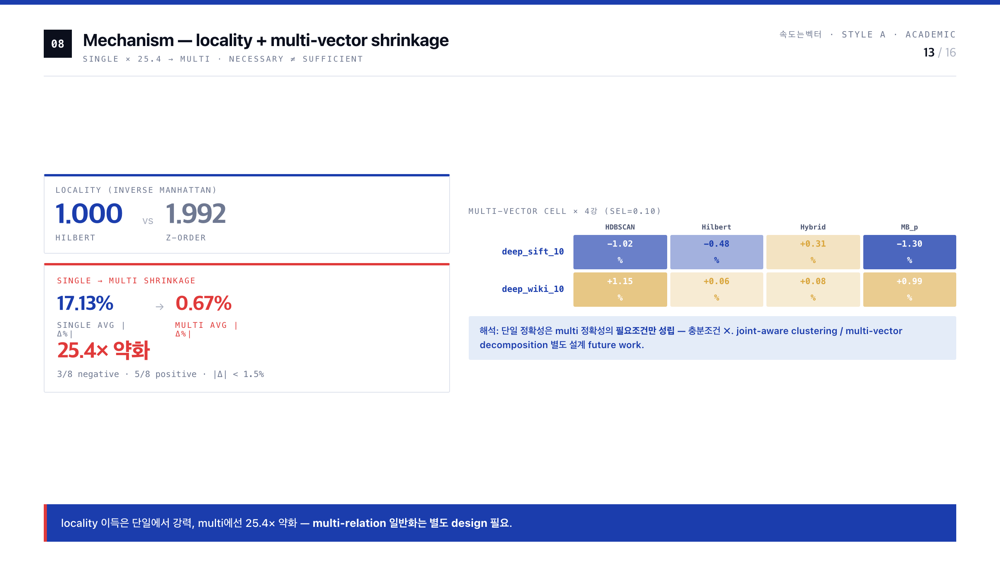 08
Mechanism — locality + multi-vector shrinkage
SINGLE × 25.4 → MULTI · NECESSARY ≠ SUFFICIENT
속도는벡터 · STYLE A · ACADEMIC
13 / 16
LOCALITY (INVERSE MANHATTAN)
1.000 vs 1.992
HILBERT Z-ORDER
SINGLE → MULTI SHRINKAGE
17.13% → 0.67%
SINGLE AVG | MULTI AVG |
Δ%| Δ%|
25.4× 약화
3/8 negative · 5/8 positive · |Δ| < 1.5%
MULTI-VECTOR CELL × 4강 (SEL=0.10)
HDBSCAN Hilbert Hybrid MB_p
deep_sift_10 −1.02 % −0.48 % +0.31 % −1.30 %
deep_wiki_10 +1.15 % +0.06 % +0.08 % +0.99 %
해석: 단일 정확성은 multi 정확성의 필요조건만 성립 — 충분조건 ✕. joint-aware clustering / multi-vector
decomposition 별도 설계 future work.
locality 이득은 단일에서 강력, multi에선 25.4× 약화 — multi-relation 일반화는 별도 design 필요.